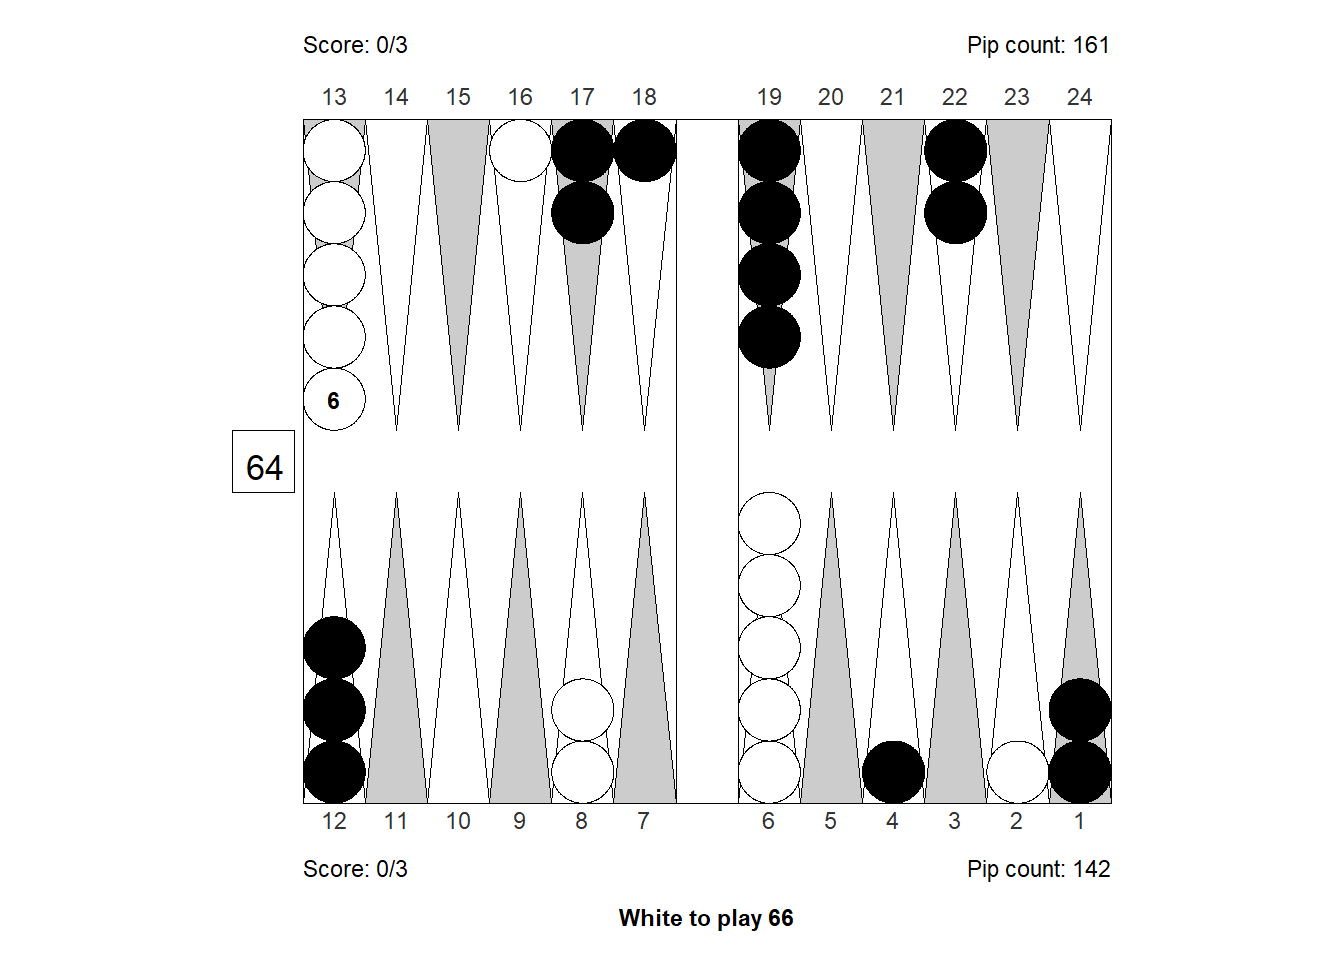 Score: 0/3 Pip count: 161
13 14 15 16 17 18 19 20 21 22 23 24
6
64
12 11 10 9 8 7 6 5 4 3 2 1
Score: 0/3 Pip count: 142
White to play 66